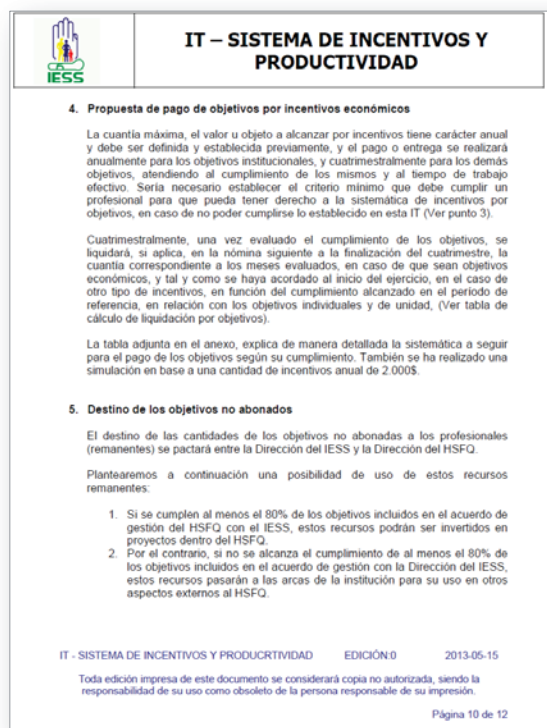 IESS
IT – SISTEMA DE INCENTIVOS Y
PRODUCTIVIDAD
4. Propuesta de pago de objetivos por incentivos económicos
La cuantía máxima, el valor u objeto a alcanzar por incentivos tiene carácter anual
y debe ser definida y establecida previamente, y el pago o entrega se realizará
anualmente para los objetivos institucionales, y cuatrimestralmente para los demás
objetivos, atendiendo al cumplimiento de los mismos y al tiempo de trabajo
efectivo. Sería necesario establecer el criterio mínimo que debe cumplir un
profesional para que pueda tener derecho a la sistemática de incentivos por
objetivos, en caso de no poder cumplirse lo establecido en esta IT (Ver punto 3).
Cuatrimestralmente, una vez evaluado el cumplimiento de los objetivos, se
liquidará, si aplica, en la nómina siguiente a la finalización del cuatrimestre, la
cuantía correspondiente a los meses evaluados, en caso de que sean objetivos
económicos, y tal y como se haya acordado al inicio del ejercicio, en el caso de
otro tipo de incentivos, en función del cumplimiento alcanzado en el período de
referencia, en relación con los objetivos individuales y de unidad, (Ver tabla de
cálculo de liquidación por objetivos).
La tabla adjunta en el anexo, explica de manera detallada la sistemática a seguir
para el pago de los objetivos según su cumplimiento. También se ha realizado una
simulación en base a una cantidad de incentivos anual de 2.000$.
5. Destino de los objetivos no abonados
El destino de las cantidades de los objetivos no abonadas a los profesionales
(remanentes) se pactará entre la Dirección del IESS y la Dirección del HSFQ.
Plantearemos a continuación una posibilidad de uso de estos recursos
remanentes:
1. Si se cumplen al menos el 80% de los objetivos incluidos en el acuerdo de
gestión del HSFQ con el IESS, estos recursos podrán ser invertidos en
proyectos dentro del HSFQ.
2. Por el contrario, si no se alcanza el cumplimiento de al menos el 80% de
los objetivos incluidos en el acuerdo de gestión con la Dirección del IESS,
estos recursos pasarán a las arcas de la institución para su uso en otros
aspectos externos al HSFQ.
IT - SISTEMA DE INCENTIVOS Y PRODUCRTIVIDAD EDICIÓN:0 2013-05-15
Toda edición impresa de este documento se considerará copia no autorizada, siendo la
responsabilidad de su uso como obsoleto de la persona responsable de su impresión.
Página 10 de 12